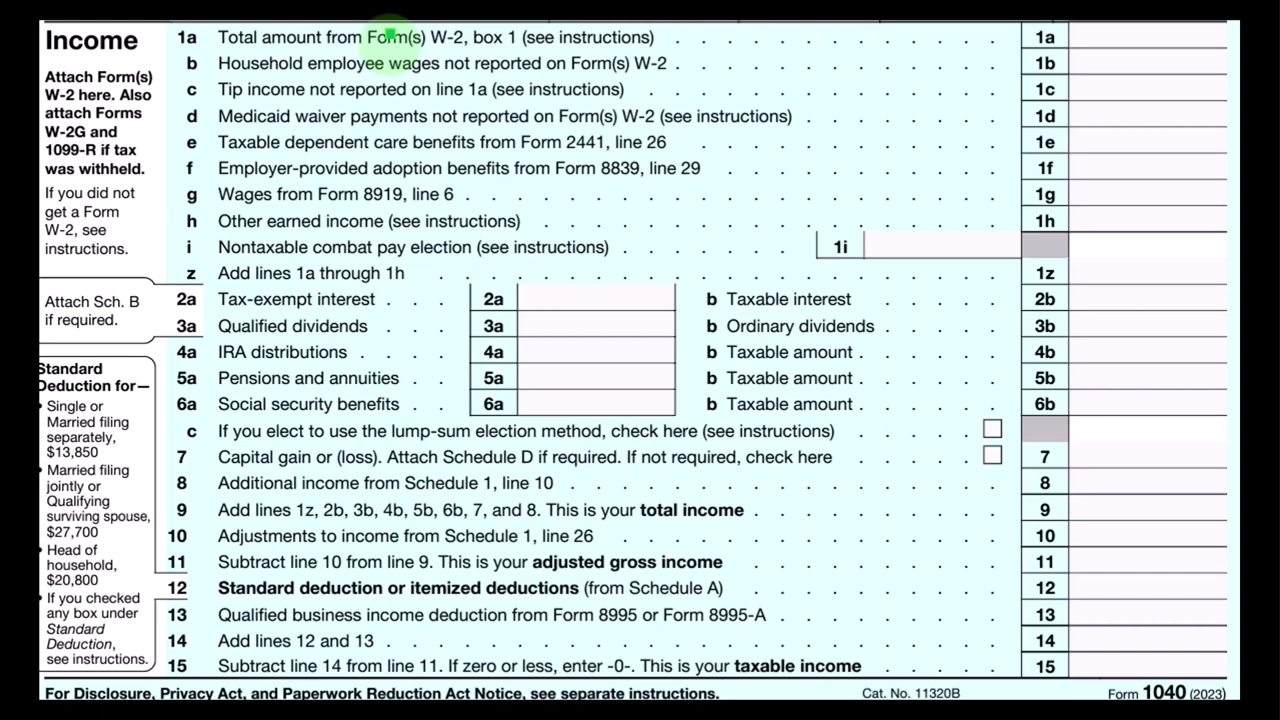 Income
Attach Form(s)
W-2 here. Also
attach Forms
W-2G and
1099-R if tax
was withheld.
If you did not
get a Form
W-2, see
instructions.
1a Total amount from Form(s) W-2, box 1 (see instructions) . . . . . . . . . . . . 1a
b Household employee wages not reported on Form(s) W-2 . . . . . . . . . . . . . 1b
c Tip income not reported on line 1a (see instructions) . . . . . . . . . . . . . 1c
d Medicaid waiver payments not reported on Form(s) W-2 (see instructions) . . . . . . . . 1d
e Taxable dependent care benefits from Form 2441, line 26 . . . . . . . . . . . . 1e
f Employer-provided adoption benefits from Form 8839, line 29 . . . . . . . . . . . 1f
g Wages from Form 8919, line 6 . . . . . . . . . . . . . . . . . . . . 1g
h Other earned income (see instructions) . . . . . . . . . . . . . . . . . 1h
i Nontaxable combat pay election (see instructions) . . . . . . . 1i
z Add lines 1a through 1h . . . . . . . . . . . . . . . . . . . . . 1z
Attach Sch. B
if required.
2a Tax-exempt interest . . . 2a b Taxable interest . . . . . 2b
3a Qualified dividends . . . 3a b Ordinary dividends . . . . . 3b
4a IRA distributions . . . . 4a b Taxable amount . . . . . . 4b
5a Pensions and annuities . . 5a b Taxable amount . . . . . . 5b
6a Social security benefits . . 6a b Taxable amount . . . . . . 6b
c If you elect to use the lump-sum election method, check here (see instructions) . . . . .
7 Capital gain or (loss). Attach Schedule D if required. If not required, check here . . . . . 7
8 Additional income from Schedule 1, line 10 . . . . . . . . . . . . . . . . 8
9 Add lines 1z, 2b, 3b, 4b, 5b, 6b, 7, and 8. This is your total income . . . . . . . . . 9
10 Adjustments to income from Schedule 1, line 26 . . . . . . . . . . . . . . 10
11 Subtract line 10 from line 9. This is your adjusted gross income . . . . . . . . . 11
12 Standard deduction or itemized deductions (from Schedule A) . . . . . . . . . 12
13 Qualified business income deduction from Form 8995 or Form 8995-A . . . . . . . . 13
14 Add lines 12 and 13 . . . . . . . . . . . . . . . . . . . . . . . 14
15 Subtract line 14 from line 11. If zero or less, enter -0-. This is your taxable income . . . . . 15
Standard
Deduction for—
• Single or
Married filing
separately,
$13,850
• Married filing
jointly or
Qualifying
surviving spouse,
$27,700
• Head of
household,
$20,800
• If you checked
any box under
Standard
Deduction,
see instructions.
For Disclosure, Privacy Act, and Paperwork Reduction Act Notice, see separate instructions. Cat. No. 11320B Form 1040 (2023)